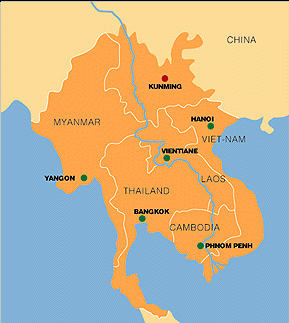 CHINA
KUNMING
MYANMAR
HANOI
VIET-NAM
VIENTIANE
YANGON
LAOS
THAILAND
BANGKOK
CAMBODIA
PHNOM PENH